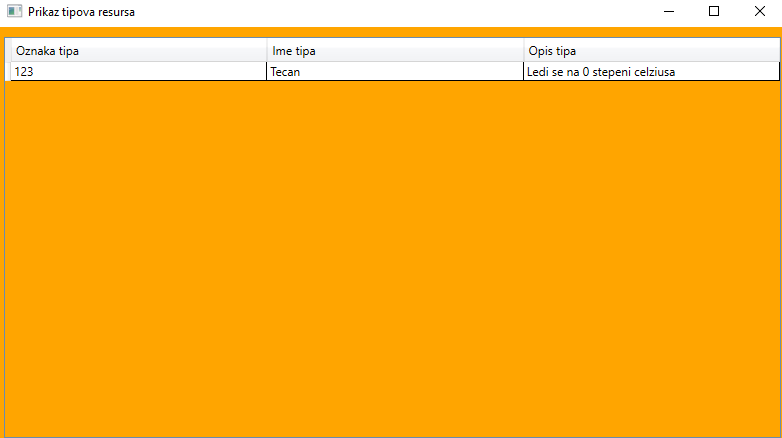 Prikaz tipova resursa
Oznaka tipa Ime tipa Opis tipa
123 Tecan Ledi se na 0 stepeni celziusa